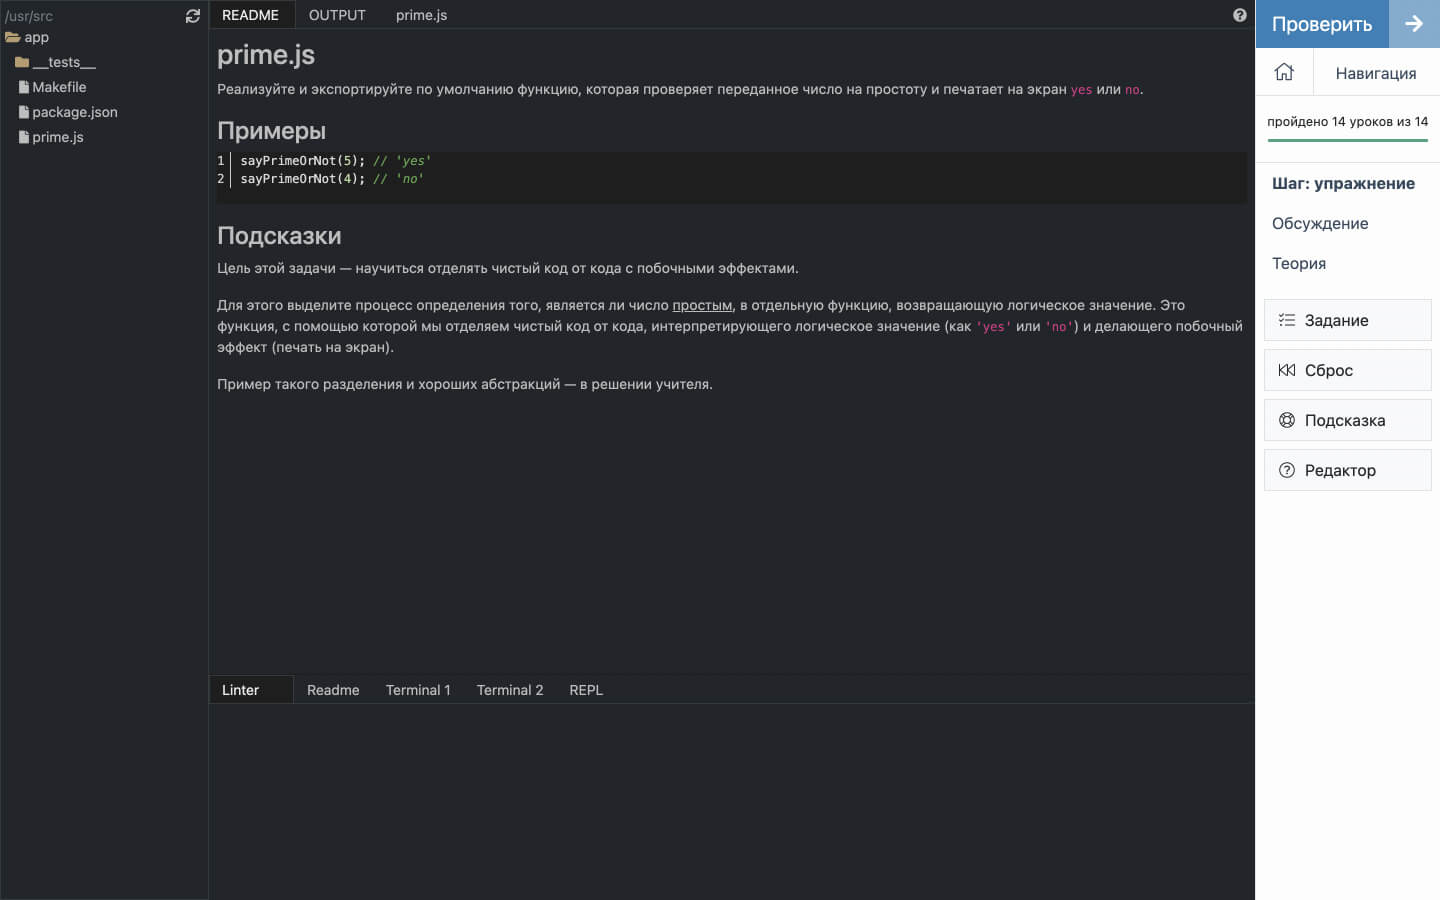 /usr/src
app
__tests__
Makefile
package.json
prime.js
README OUTPUT prime.js
prime.js
Реализуйте и экспортируйте по умолчанию функцию, которая проверяет переданное число на простоту и печатает на экран yes или no.
Примеры
1 sayPrimeOrNot(5); // 'yes'
2 sayPrimeOrNot(4); // 'no'
Подсказки
Цель этой задачи — научиться отделять чистый код от кода с побочными эффектами.
Для этого выделите процесс определения того, является ли число простым, в отдельную функцию, возвращающую логическое значение. Это
функция, с помощью которой мы отделяем чистый код от кода, интерпретирующего логическое значение (как 'yes' или 'no') и делающего побочный
эффект (печать на экран).
Пример такого разделения и хороших абстракций — в решении учителя.
Linter Readme Terminal 1 Terminal 2 REPL
Проверить
Навигация
пройдено 14 уроков из 14
Шаг: упражнение
Обсуждение
Теория
Задание
Сброс
Подсказка
Редактор